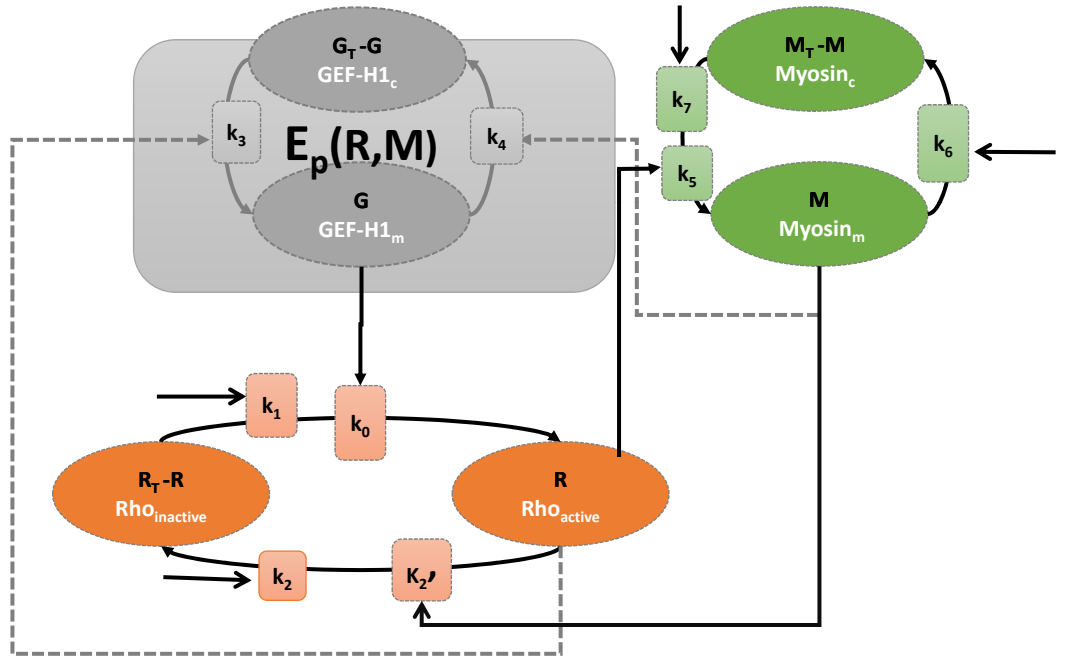 G_T-G
GEF-H1_c
k_3
E_p(R,M)
k_4
G
GEF-H1_m
M_T-M
Myosin_c
k_7
k_5
k_6
M
Myosin_m
k_1
k_0
R_T-R
Rho_inactive
R
Rho_active
k_2
K_2,